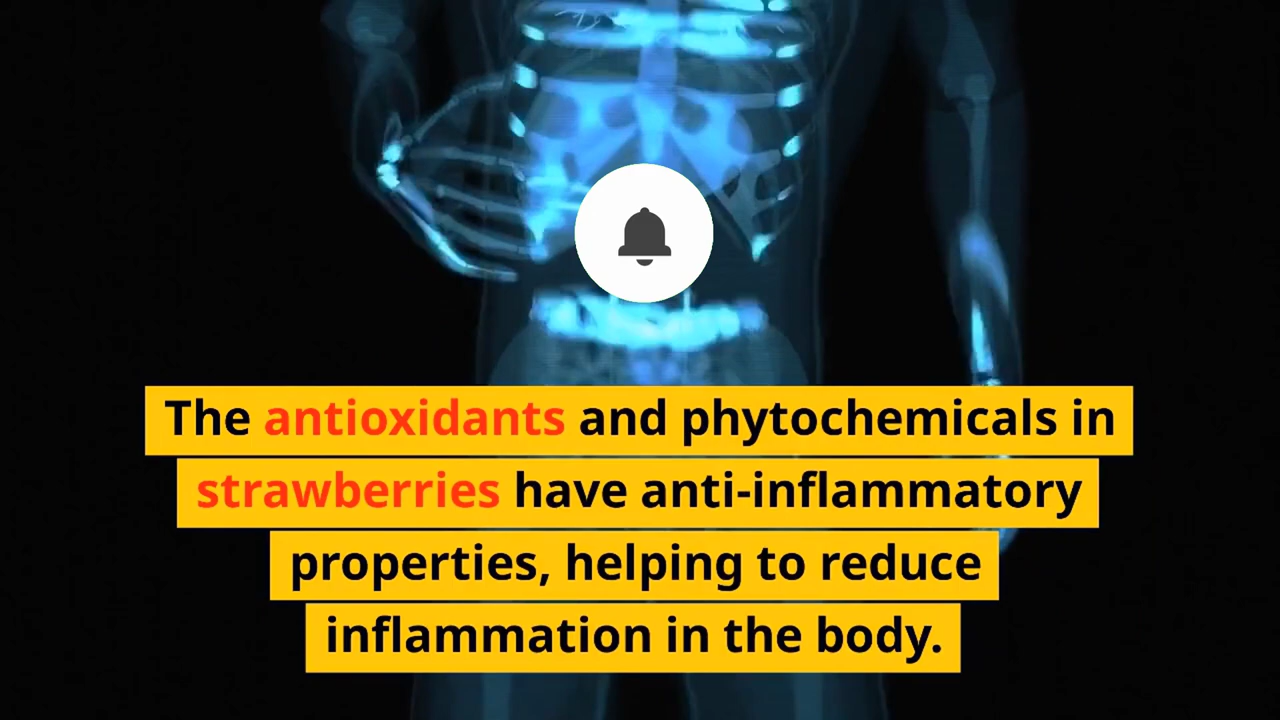 The antioxidants and phytochemicals in
strawberries have anti-inflammatory
properties, helping to reduce
inflammation in the body.